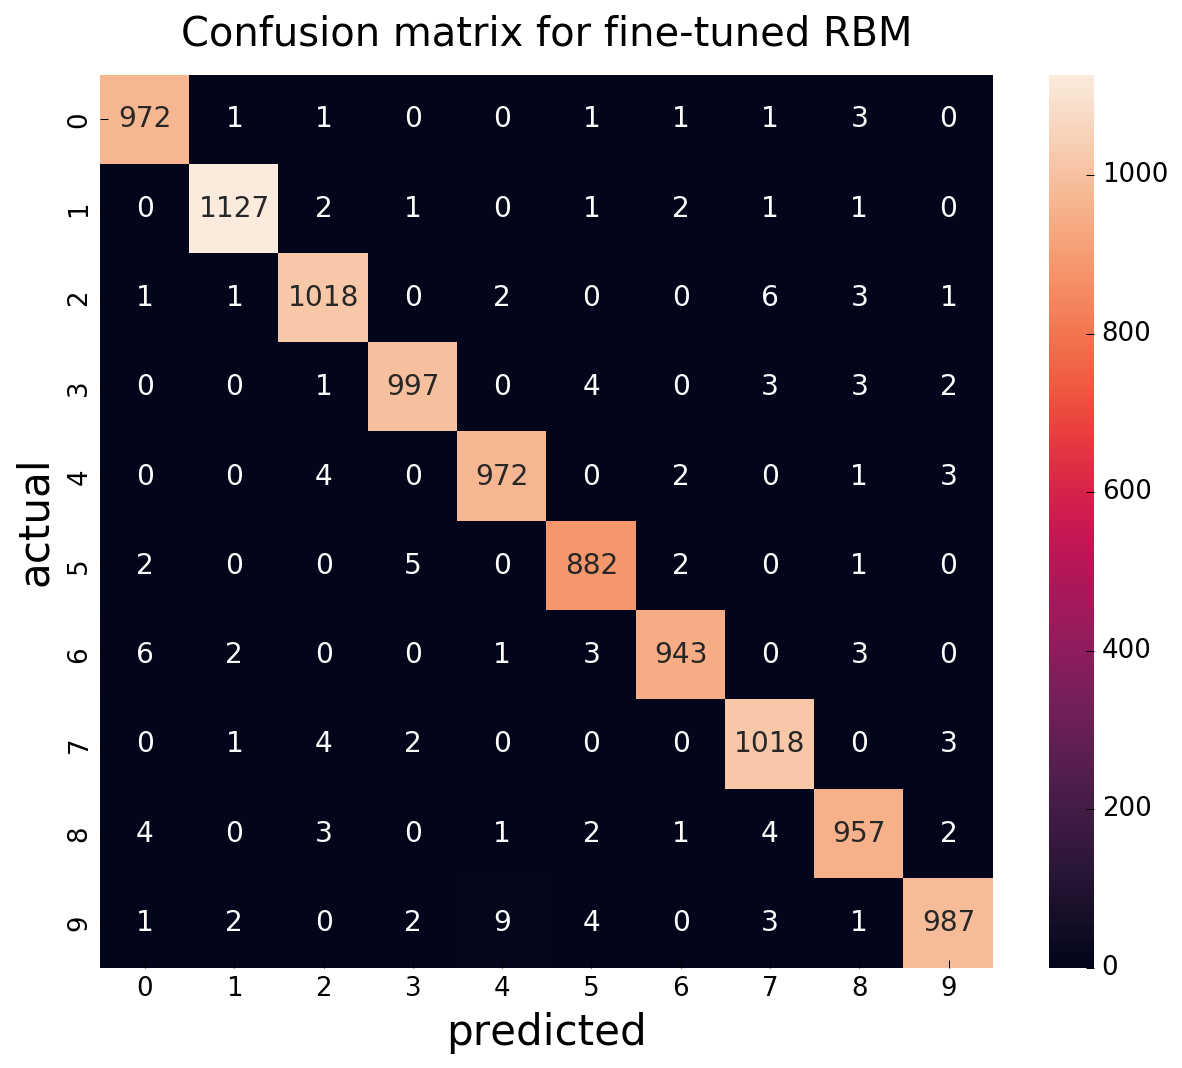 Confusion matrix for fine-tuned RBM
0 972 1 1 0 0 1 1 1 3 0
1 0 1127 2 1 0 1 2 1 1 0
2 1 1 1018 0 2 0 0 6 3 1
3 0 0 1 997 0 4 0 3 3 2
4 0 0 4 0 972 0 2 0 1 3
5 2 0 0 5 0 882 2 0 1 0
6 6 2 0 0 1 3 943 0 3 0
7 0 1 4 2 0 0 0 1018 0 3
8 4 0 3 0 1 2 1 4 957 2
9 1 2 0 2 9 4 0 3 1 987
0 1 2 3 4 5 6 7 8 9
predicted
actual
1000
800
600
400
200
0